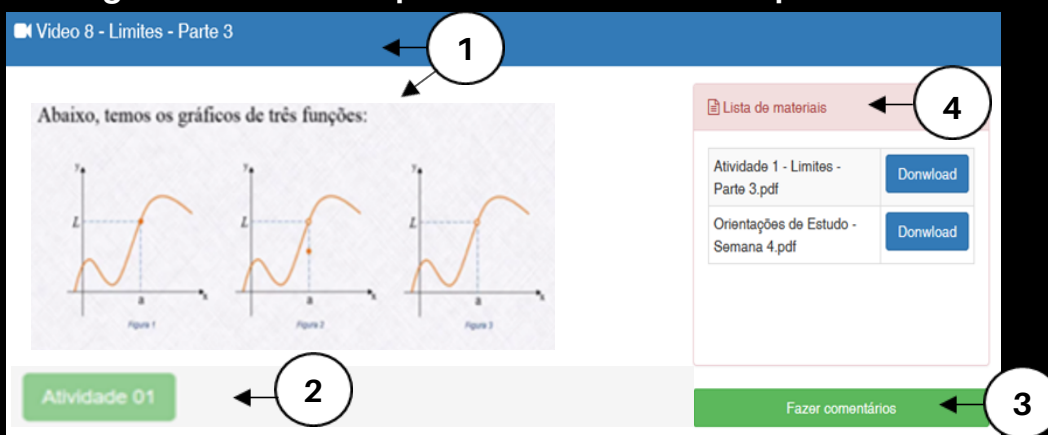 Video 8 - Limites - Parte 3
1
Abaixo, temos os gráficos de três funções:
y
L
a
x
Figura 1
y
L
a
x
Figura 2
y
L
a
x
Figura 3
2
Atividade 01
4
Lista de materiais
Atividade 1 - Limites -
Parte 3.pdf
Donwload
Orientações de Estudo -
Semana 4.pdf
Donwload
3
Fazer comentários